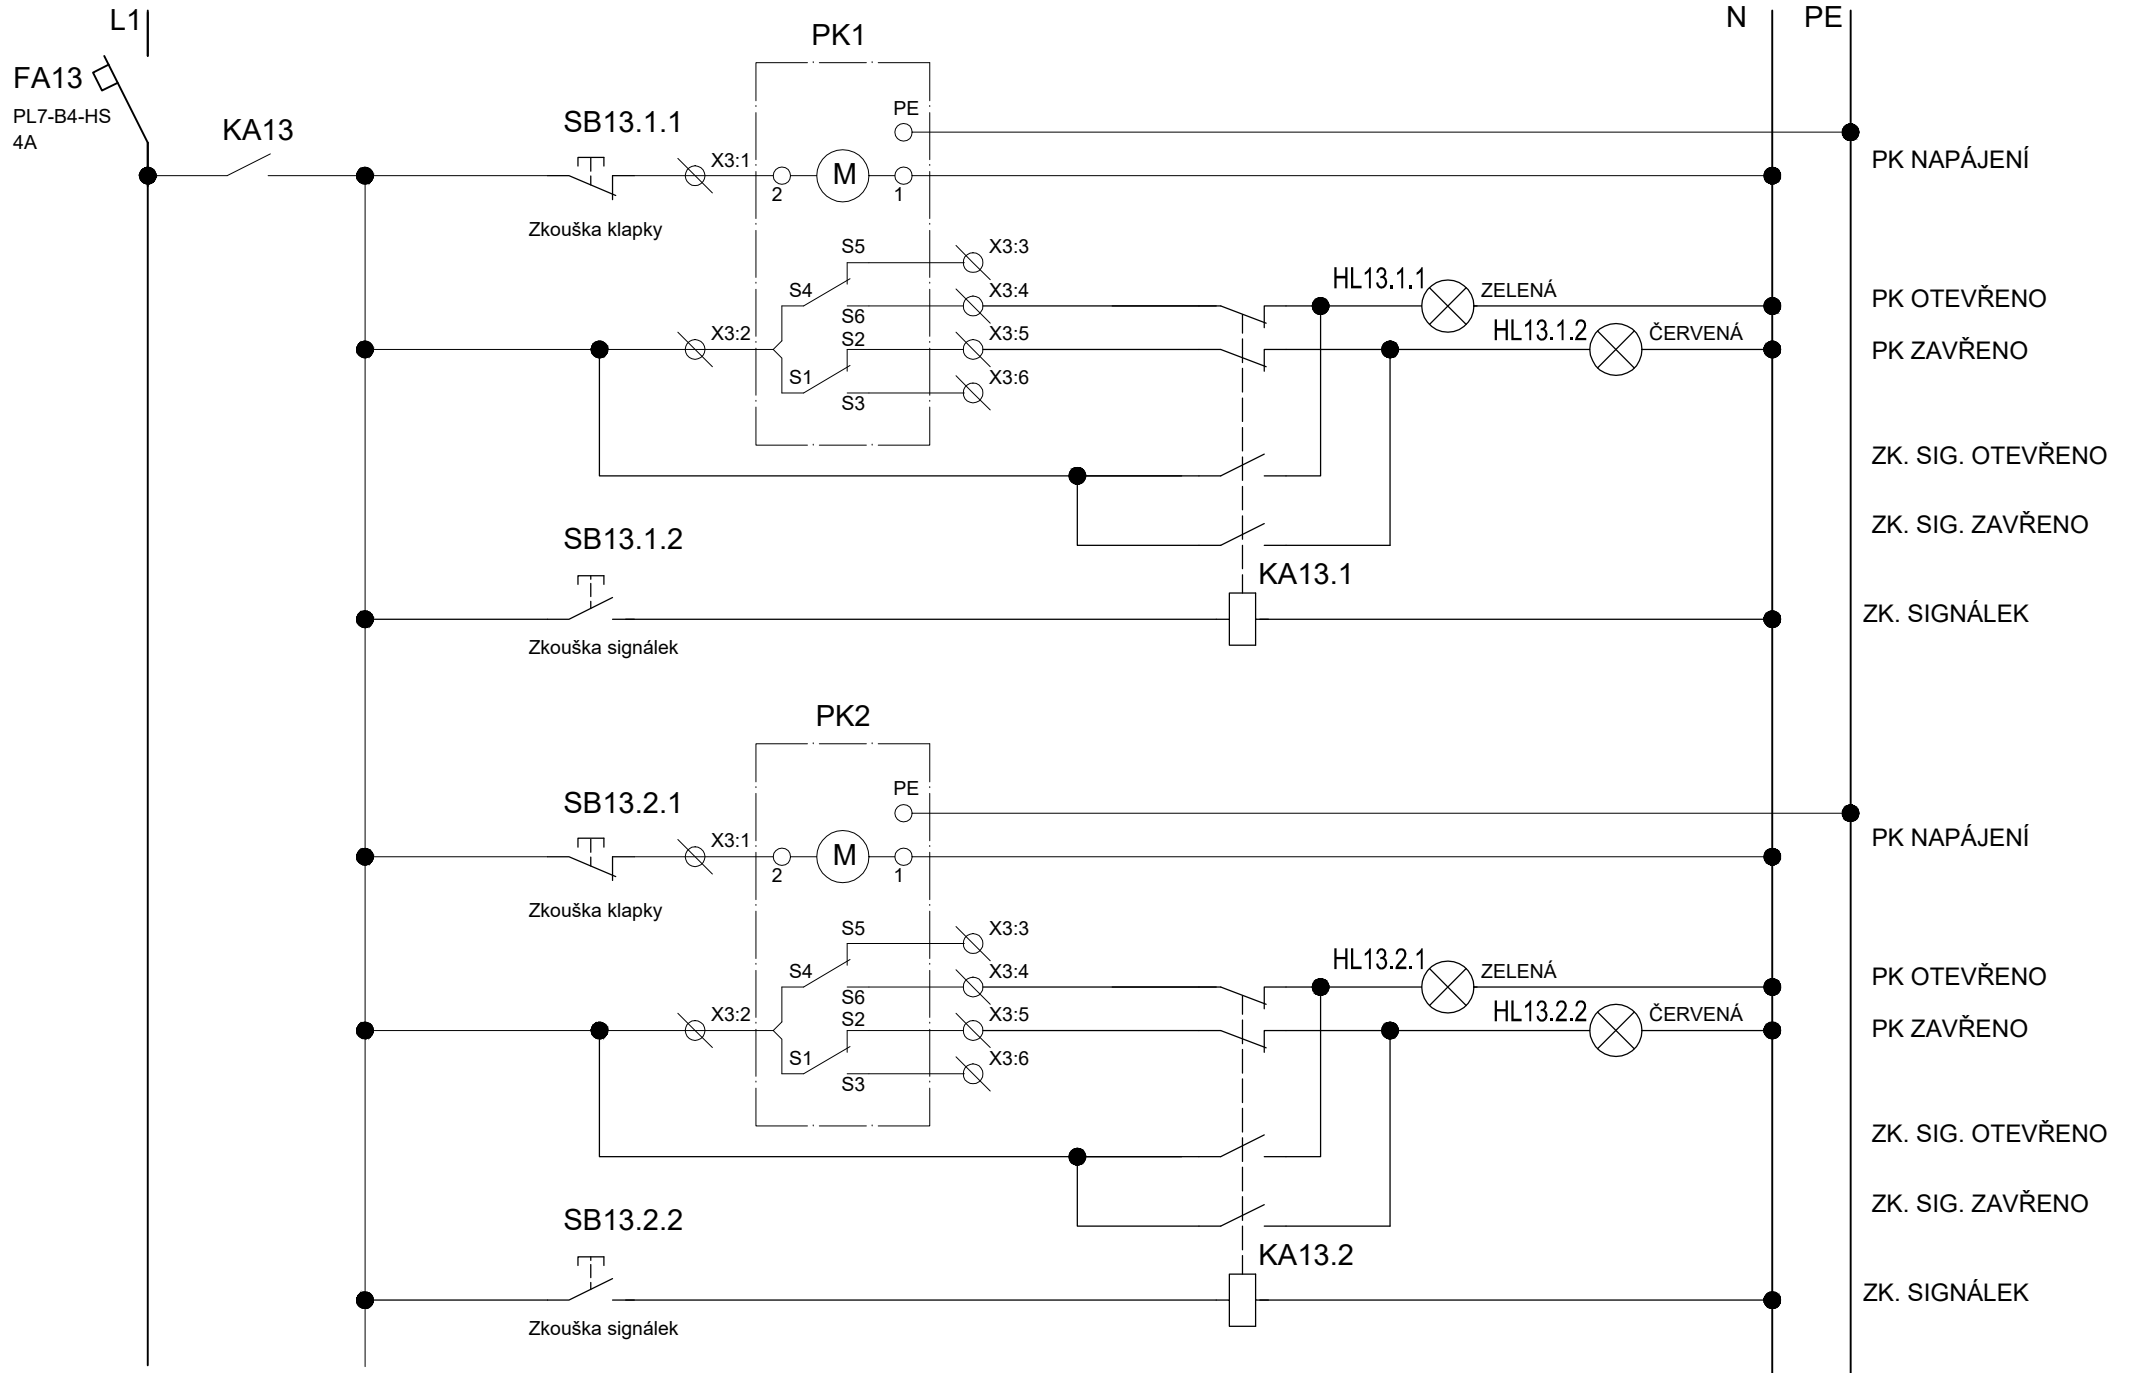 L1
N
PE
FA13
PL7-B4-HS
4A
KA13
PK1
SB13.1.1
Zkouška klapky
X3:1
PE
2
M
1
PK NAPÁJENÍ
S5
X3:3
S4
X3:4
S6
HL13.1.1
ZELENÁ
PK OTEVŘENO
X3:2
S2
X3:5
HL13.1.2
ČERVENÁ
PK ZAVŘENO
S1
X3:6
S3
ZK. SIG. OTEVŘENO
ZK. SIG. ZAVŘENO
SB13.1.2
Zkouška signálek
KA13.1
ZK. SIGNÁLEK
PK2
SB13.2.1
Zkouška klapky
X3:1
PE
2
M
1
PK NAPÁJENÍ
S5
X3:3
S4
X3:4
S6
HL13.2.1
ZELENÁ
PK OTEVŘENO
X3:2
S2
X3:5
HL13.2.2
ČERVENÁ
PK ZAVŘENO
S1
X3:6
S3
ZK. SIG. OTEVŘENO
ZK. SIG. ZAVŘENO
SB13.2.2
Zkouška signálek
KA13.2
ZK. SIGNÁLEK